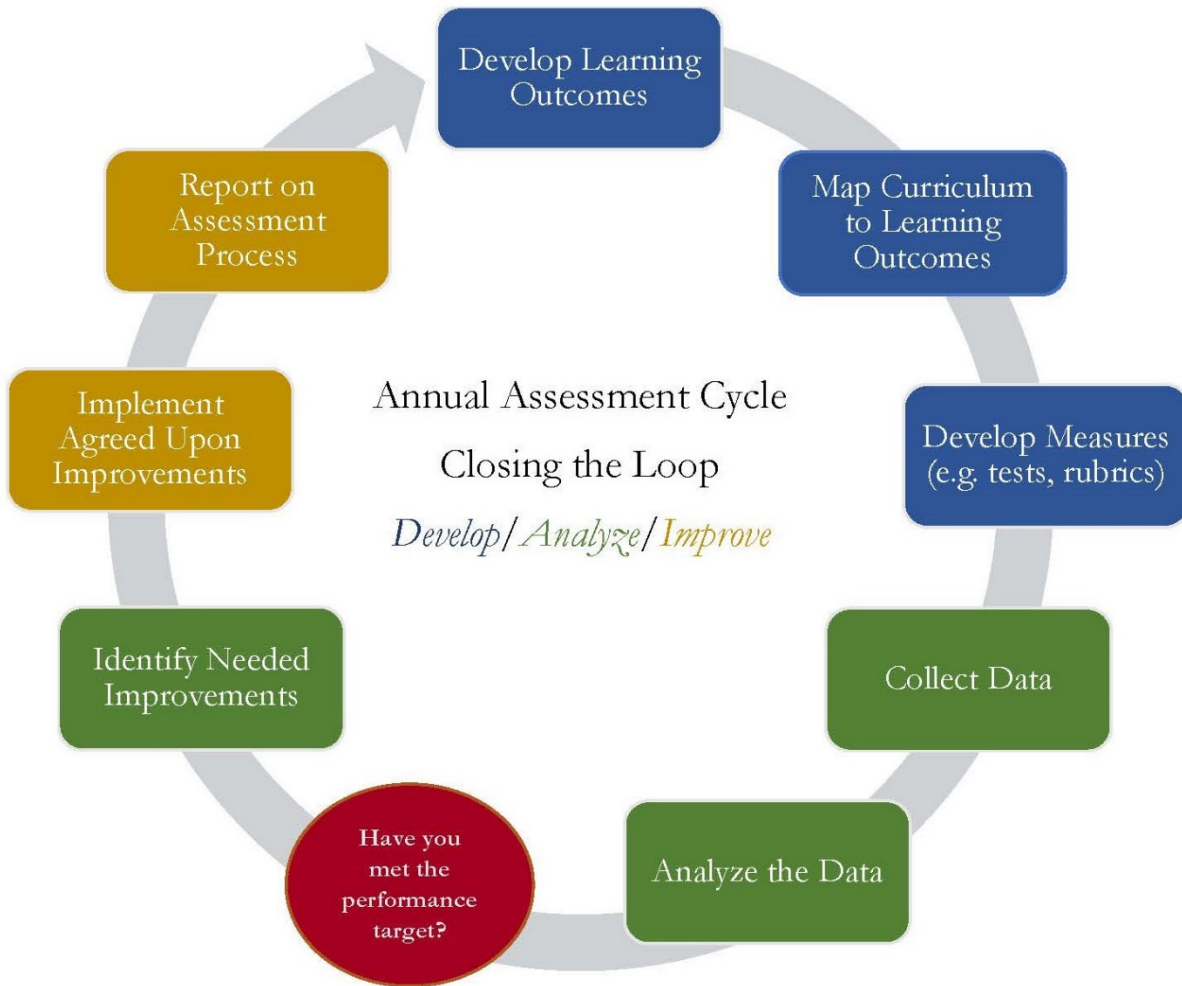 Develop Learning
Outcomes
Map Curriculum
to Learning
Outcomes
Develop Measures
(e.g. tests, rubrics)
Collect Data
Analyze the Data
Have you
met the
performance
target?
Identify Needed
Improvements
Implement
Agreed Upon
Improvements
Report on
Assessment
Process
Annual Assessment Cycle
Closing the Loop
Develop/Analyze/Improve